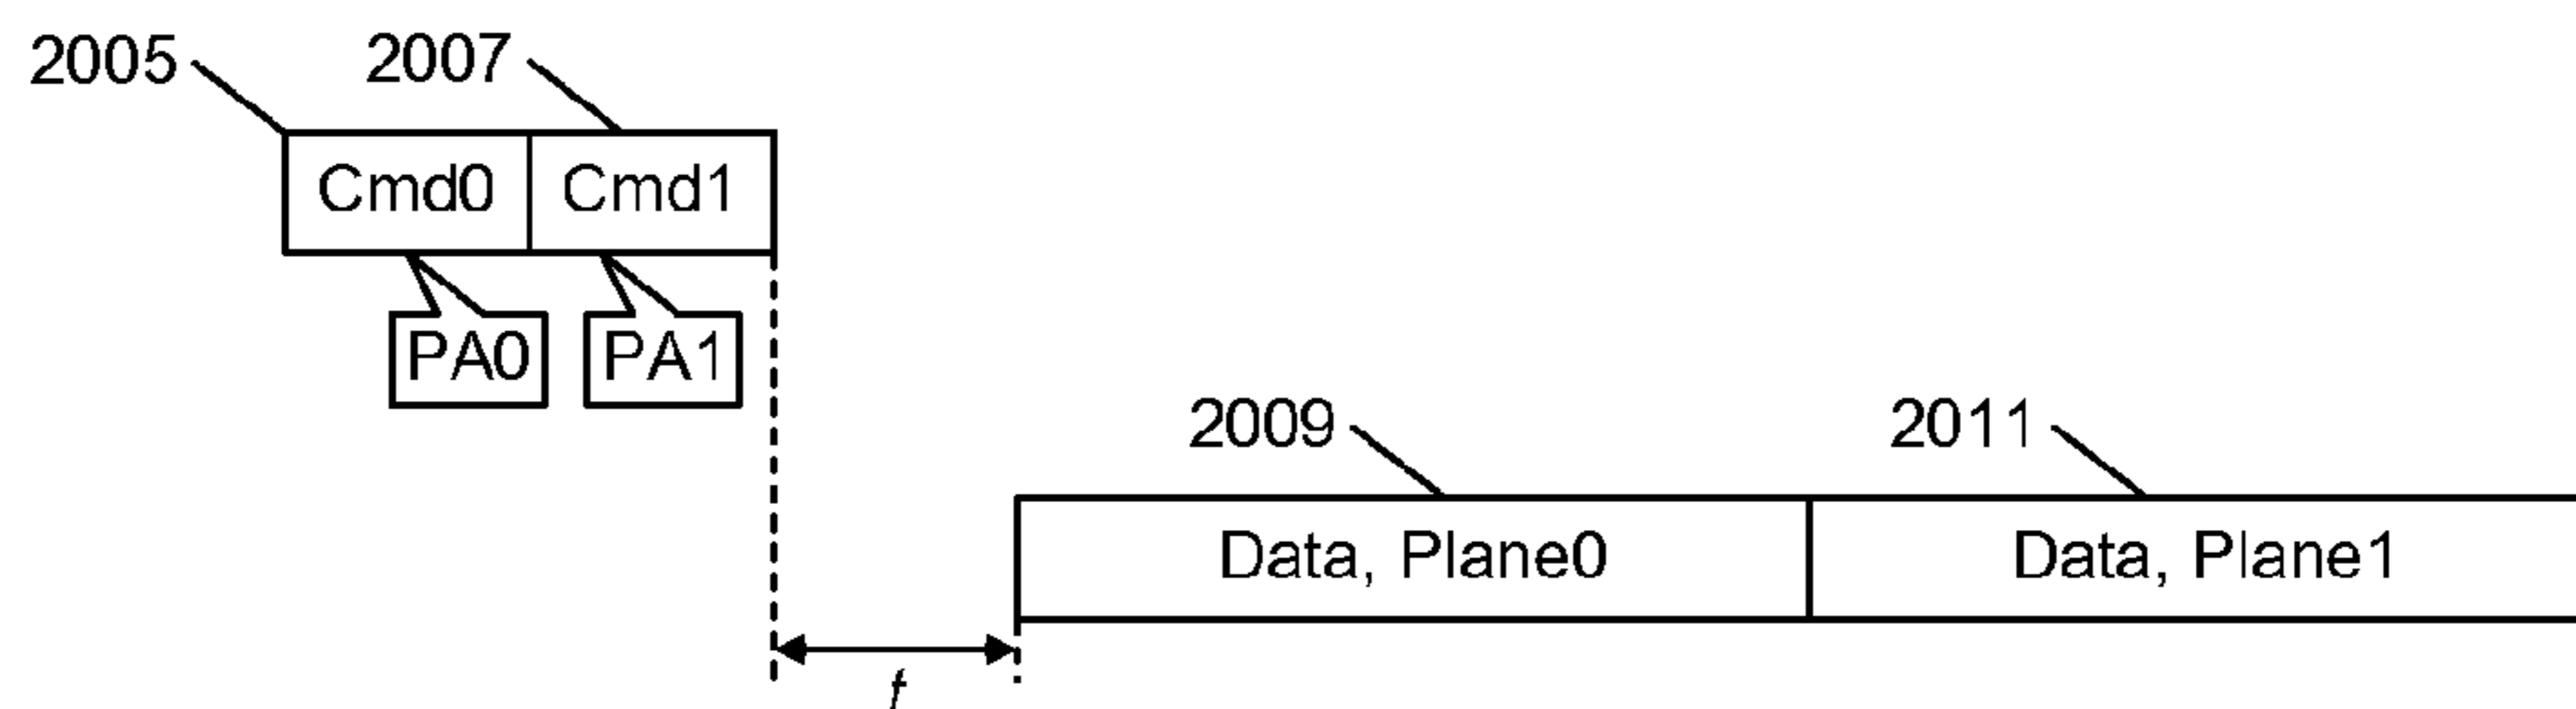 2005
2007
Cmd0
Cmd1
PA0
PA1
2009
2011
Data, Plane0
Data, Plane1